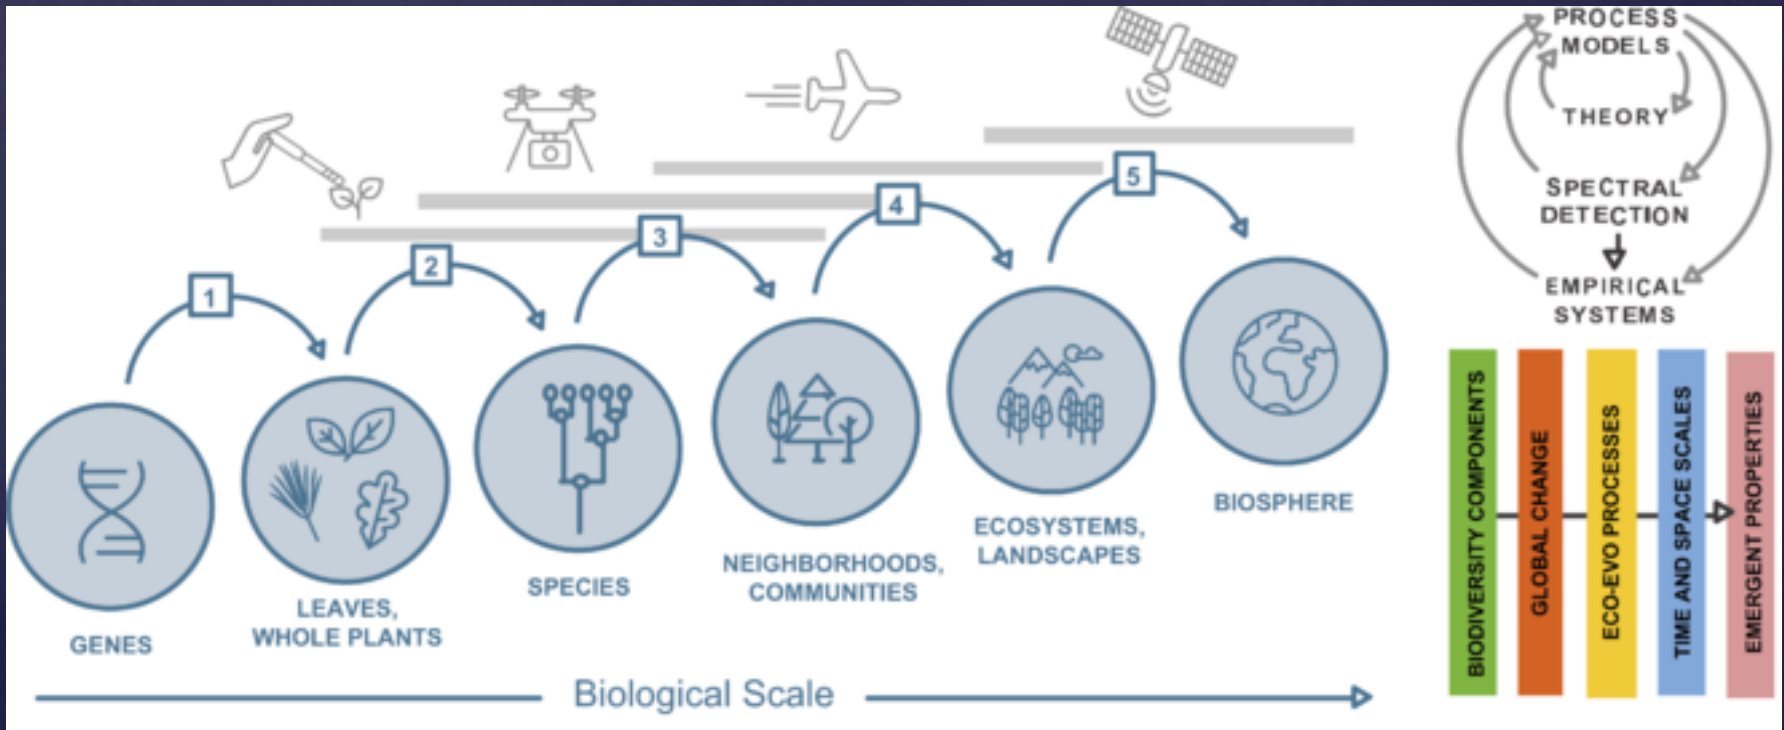 1
2
3
4
5
GENES
LEAVES,
WHOLE PLANTS
SPECIES
NEIGHBORHOODS,
COMMUNITIES
ECOSYSTEMS,
LANDSCAPES
BIOSPHERE
Biological Scale
PROCESS
MODELS
THEORY
SPECTRAL
DETECTION
EMPIRICAL
SYSTEMS
BIODIVERSITY COMPONENTS
GLOBAL CHANGE
ECO-EVO PROCESSES
TIME AND SPACE SCALES
EMERGENT PROPERTIES